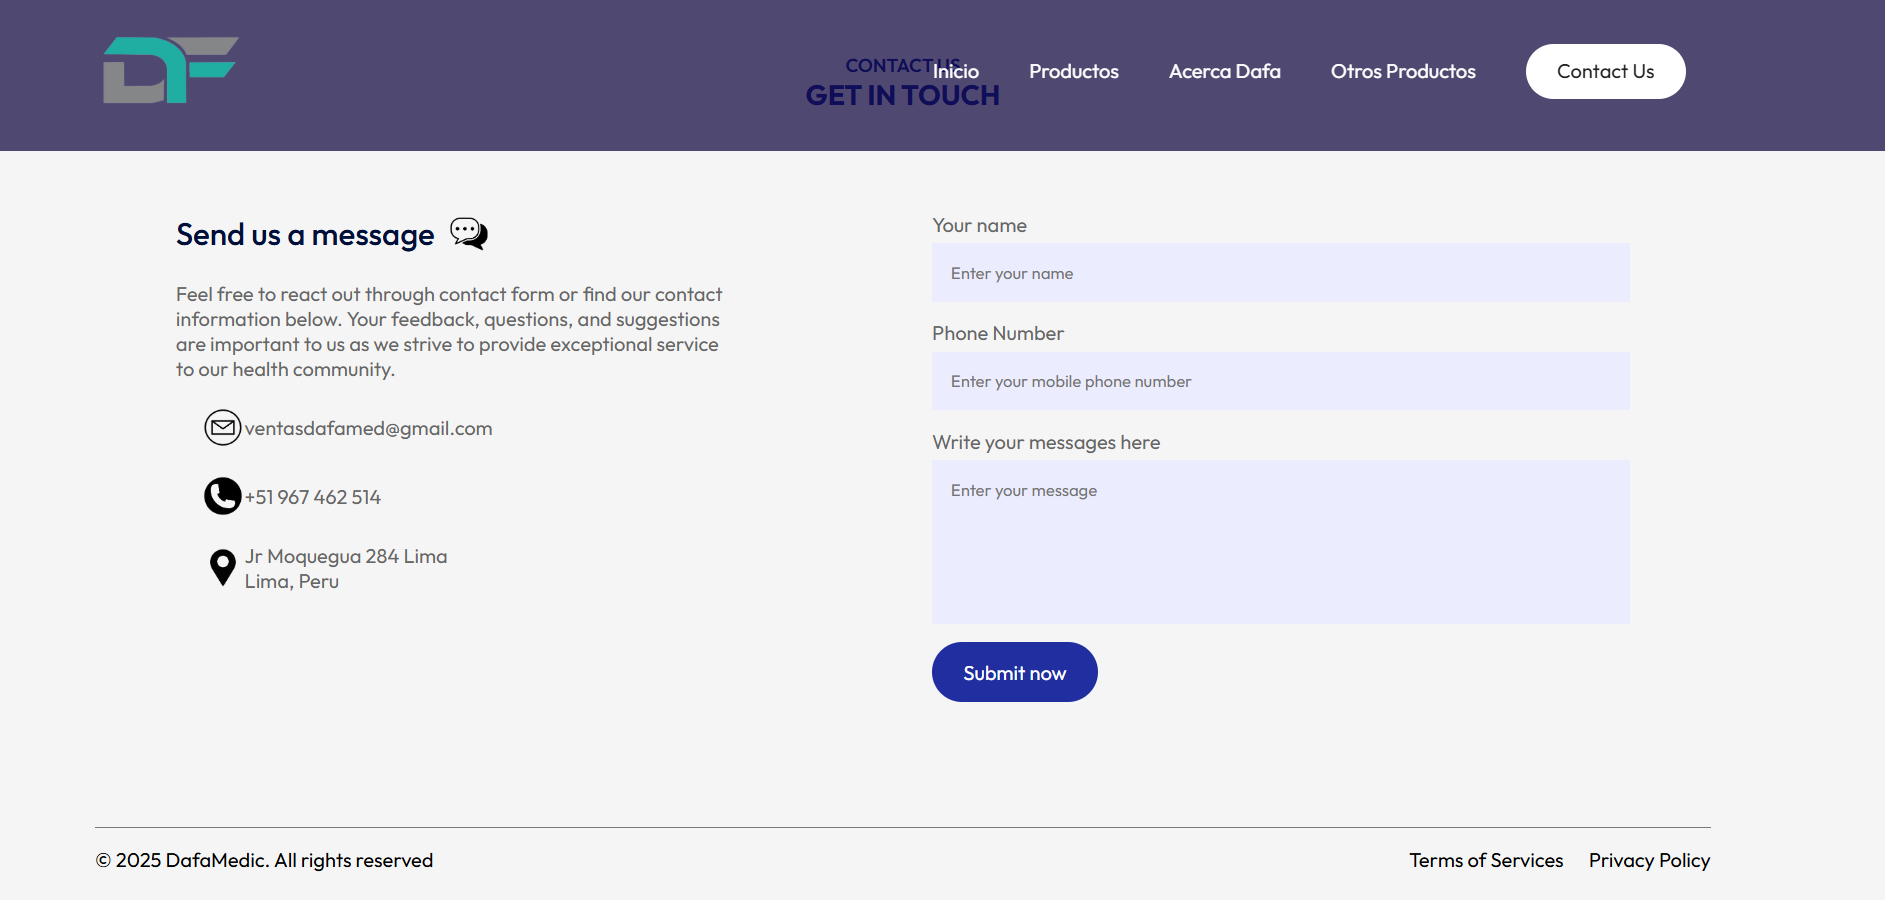 DF
CONTACT US
GET IN TOUCH
Inicio
Productos
Acerca Dafa
Otros Productos
Contact Us
Send us a message
Feel free to react out through contact form or find our contact
information below. Your feedback, questions, and suggestions
are important to us as we strive to provide exceptional service
to our health community.
ventasdafamed@gmail.com
+51 967 462 514
Jr Moquegua 284 Lima
Lima, Peru
Your name
Enter your name
Phone Number
Enter your mobile phone number
Write your messages here
Enter your message
Submit now
© 2025 DafaMedic. All rights reserved
Terms of Services
Privacy Policy